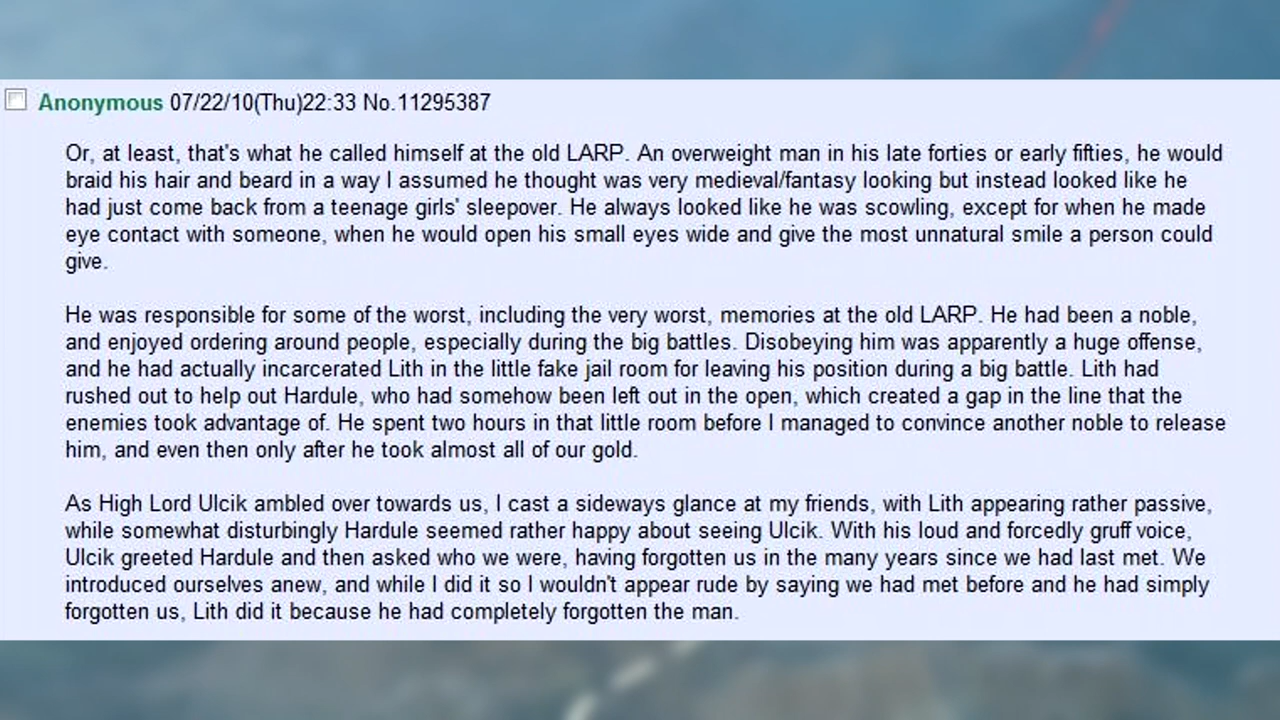 Anonymous 07/22/10(Thu)22:33 No.11295387
Or, at least, that's what he called himself at the old LARP. An overweight man in his late forties or early fifties, he would
braid his hair and beard in a way I assumed he thought was very medieval/fantasy looking but instead looked like he
had just come back from a teenage girls' sleepover. He always looked like he was scowling, except for when he made
eye contact with someone, when he would open his small eyes wide and give the most unnatural smile a person could
give.
He was responsible for some of the worst, including the very worst, memories at the old LARP. He had been a noble,
and enjoyed ordering around people, especially during the big battles. Disobeying him was apparently a huge offense,
and he had actually incarcerated Lith in the little fake jail room for leaving his position during a big battle. Lith had
rushed out to help out Hardule, who had somehow been left out in the open, which created a gap in the line that the
enemies took advantage of. He spent two hours in that little room before I managed to convince another noble to release
him, and even then only after he took almost all of our gold.
As High Lord Ulcik ambled over towards us, I cast a sideways glance at my friends, with Lith appearing rather passive,
while somewhat disturbingly Hardule seemed rather happy about seeing Ulcik. With his loud and forcedly gruff voice,
Ulcik greeted Hardule and then asked who we were, having forgotten us in the many years since we had last met. We
introduced ourselves anew, and while I did it so I wouldn't appear rude by saying we had met before and he had simply
forgotten us, Lith did it because he had completely forgotten the man.